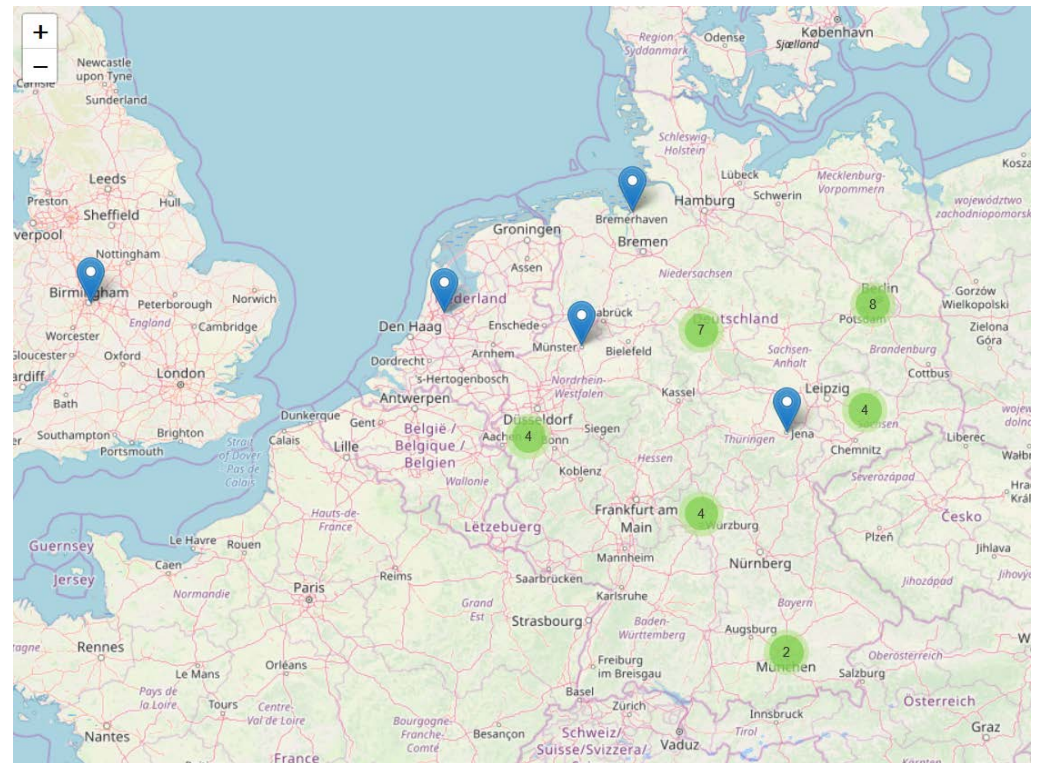 +
−
Newcastle
upon Tyne
Carlisle
Sunderland
Region
Syddanmark
Odense
København
Sjælland
Schleswig-
Holstein
Leeds
Preston
Hull
Sheffield
verpool
Nottingham
Lübeck
Schwerin
Mecklenburg-
Vorpommern
Kosza
województwo
zachodniopomorsk
Hamburg
Bremerhaven
Bremen
Groningen
Assen
Niedersachsen
Birmingham
Peterborough
Norwich
England
Worcester
Cambridge
Gloucester
Oxford
ardiff
London
Bath
Nederland
Den Haag
Enschede
abrück
Münster
Bielefeld
Dordrecht
Arnhem
's-Hertogenbosch
7
Deutschland
Berlin
8
Potsdam
Gorzów
Wielkopolski
Zielona
Góra
Sachsen-
Anhalt
Brandenburg
Cottbus
Nordrhein-
Westfalen
Kassel
Leipzig
4
Sachsen
Southampton
Brighton
Portsmouth
er
Dunkerque
Calais
Strait
of Dover
- Pas de
Calais
Antwerpen
Gent
Lille
België /
Belgique /
Belgien
Wallonie
Düsseldorf
Aachen
4
Bonn
Siegen
Koblenz
Hessen
Thüringen
Jena
Chemnitz
Liberec
Severozápad
Česko
Frankfurt am
Main
4
Würzburg
Hauts-de-
France
Lëtzebuerg
Guernsey
Jersey
Le Havre
Rouen
Caen
Normandie
Reims
Paris
Mannheim
Saarbrücken
Karlsruhe
Nürnberg
Plzeň
Jihlava
Jihozápad
Grand
Est
Strasbourg
Baden-
Württemberg
Bayern
Augsburg
2
München
Oberösterreich
Salzburg
Rennes
Le Mans
Orléans
Freiburg
im Breisgau
Basel
Zürich
Pays de
la Loire
Tours
Centre-
Val de Loire
Bourgogne-
Franche-
Comté
Besançon
Innsbruck
Tirol
Österreich
Graz
Nantes
France
Schweiz/
Suisse/Svizzera/
Vaduz
Kärnten